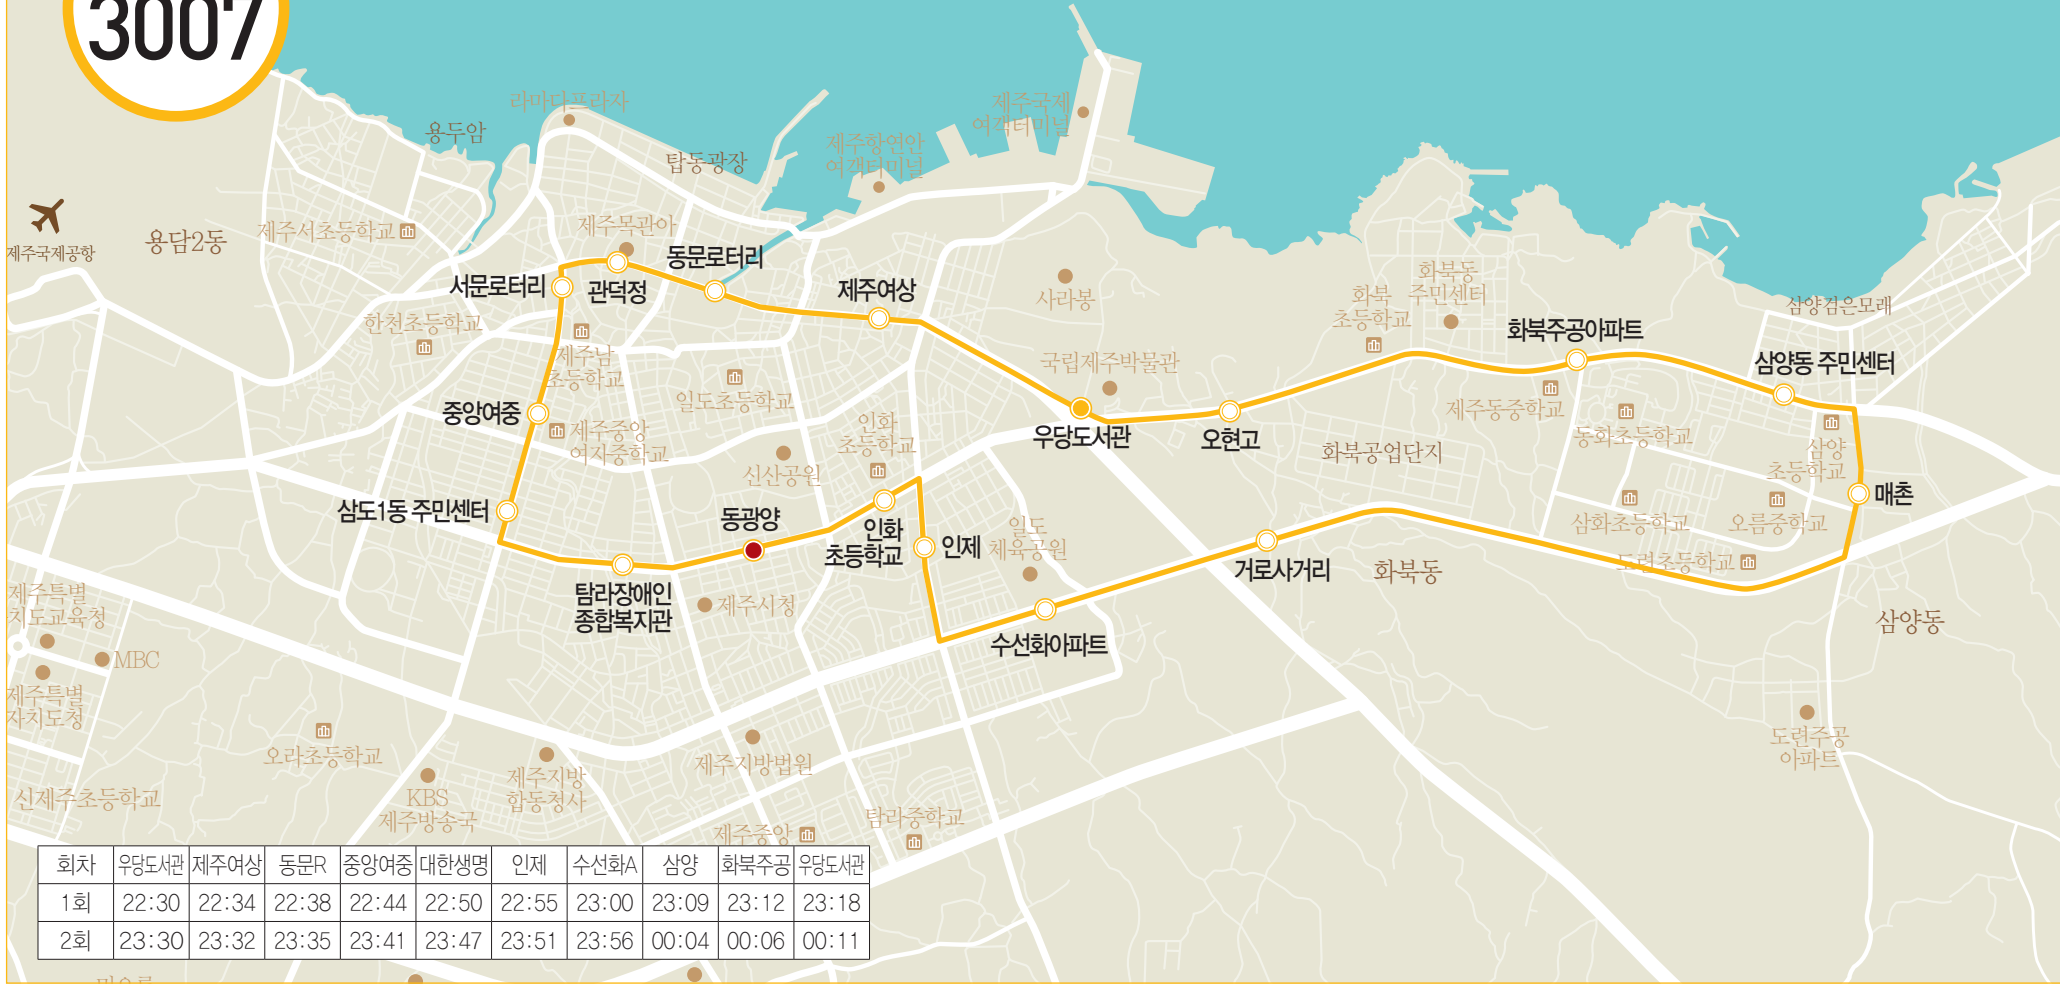 3007
라마다프라자
용두암
탑동광장
제주항연안
여객터미널
제주국제
여객터미널
제주국제공항
용담2동
제주서초등학교
제주목관아
동문로터리
서문로터리
관덕정
제주여상
사라봉
화북동
주민센터
화북
초등학교
삼양검은모래
화북주공아파트
삼양동 주민센터
한천초등학교
제주남
초등학교
일도초등학교
국립제주박물관
중앙여중
제주중앙
여자중학교
인화
초등학교
신산공원
우당도서관
오현고
화북공업단지
제주동중학교
동화초등학교
삼양
초등학교
매촌
삼도1동 주민센터
동광양
인화
초등학교
인제
일도
체육공원
삼화초등학교
오름중학교
도련초등학교
거로사거리
화북동
삼양동
탐라장애인
종합복지관
제주시청
수선화아파트
제주특별
치도교육청
MBC
제주특별
자치도청
오라초등학교
제주지방
합동청사
제주지방법원
도련주공
아파트
신제주초등학교
KBS
제주방송국
제주중앙
탐라중학교
회차 우당도서관 제주여상 동문R 중앙여중 대한생명 인제 수선화A 삼양 화북주공 우당도서관
1회 22:30 22:34 22:38 22:44 22:50 22:55 23:00 23:09 23:12 23:18
2회 23:30 23:32 23:35 23:41 23:47 23:51 23:56 00:04 00:06 00:11